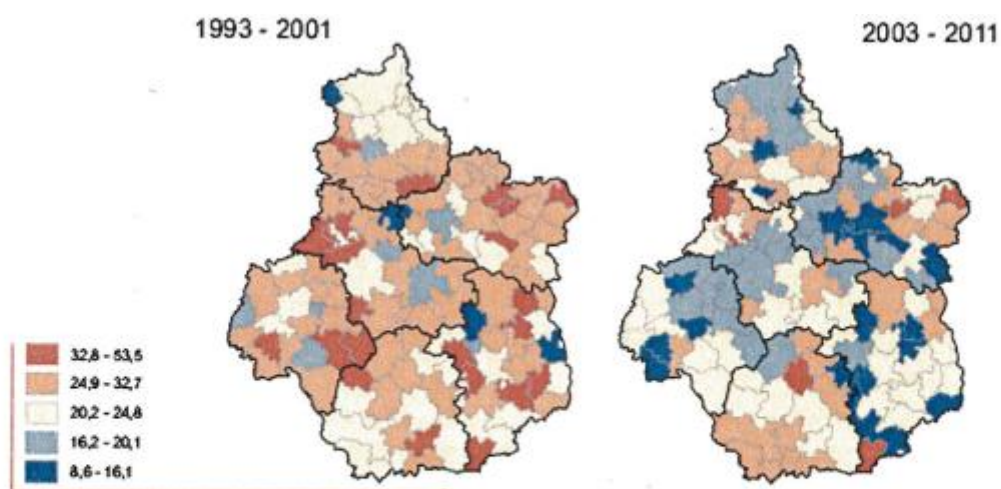 1993 - 2001
2003 - 2011
32,8 - 53,5
24,9 - 32,7
20,2 - 24,8
16,2 - 20,1
8,6 - 16,1